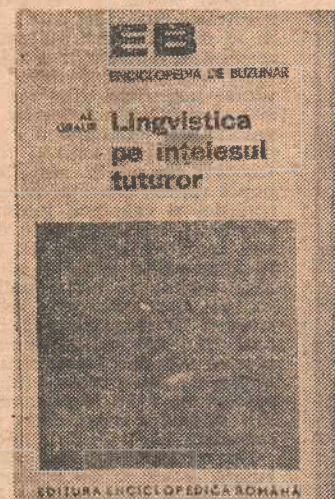 EB
ENCICLOPEDIA DE BUZUNAR
AL. GRAUR
Lingvistica
pe înțelesul
tuturor
EDITURA ENCICLOPEDICĂ ROMÂNĂ